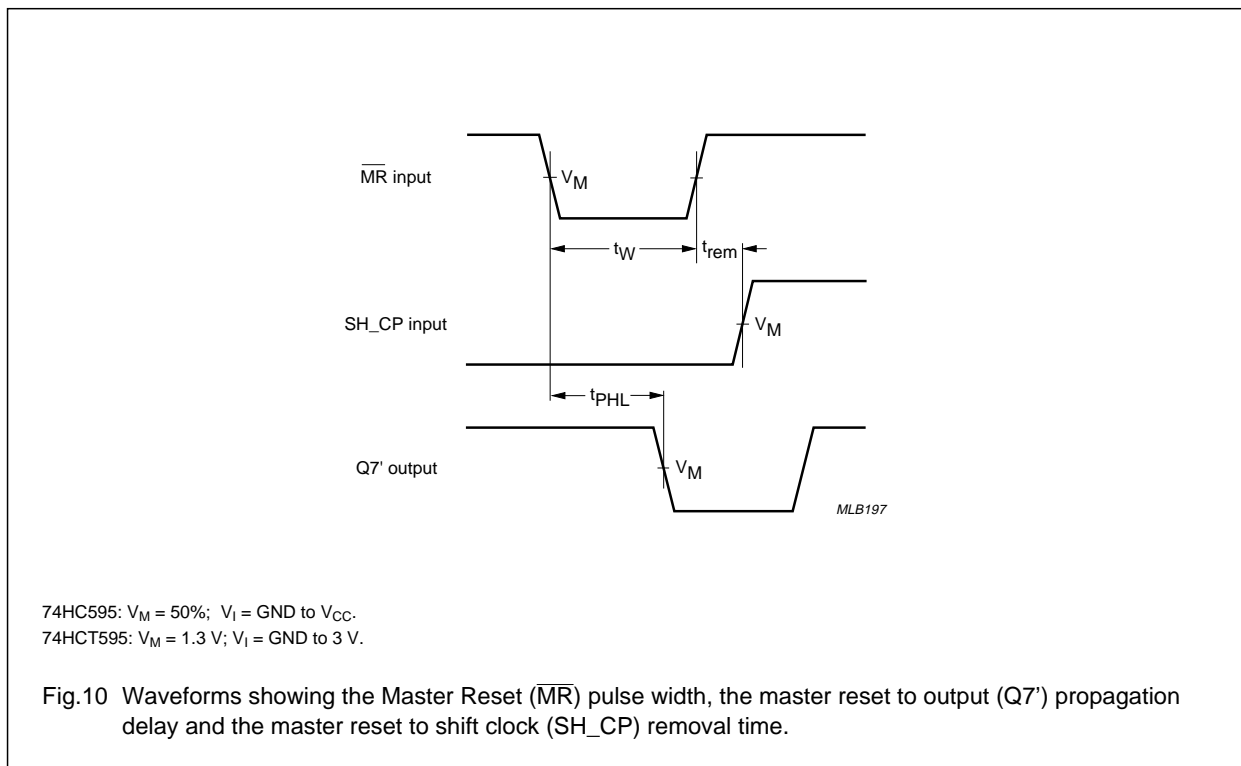 M̅R̅ input
V_M
t_W
t_rem
SH_CP input
V_M
t_PHL
Q7' output
V_M
MLB197
74HC595: V_M = 50%; V_I = GND to V_CC.
74HCT595: V_M = 1.3 V; V_I = GND to 3 V.
Fig.10 Waveforms showing the Master Reset (M̅R̅) pulse width, the master reset to output (Q7') propagation
delay and the master reset to shift clock (SH_CP) removal time.